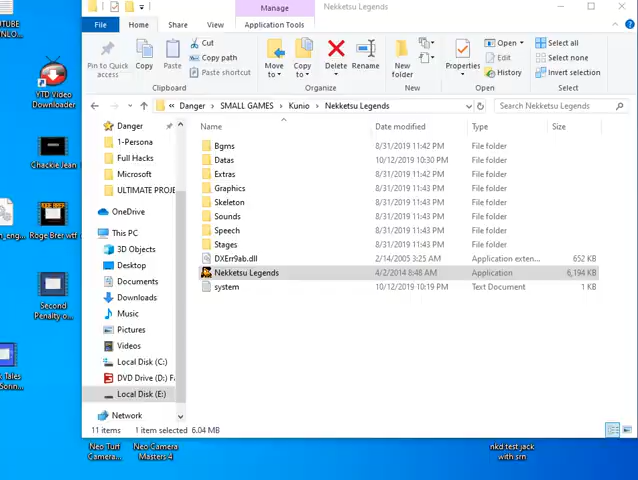 Manage
Nekketsu Legends
File
Home
Share
View
Application Tools
Pin to Quick
access
Copy
Paste
Cut
Copy path
Paste shortcut
Move
to
Copy
to
Delete
Rename
New
folder
Properties
Open
Edit
History
Select all
Select none
Invert selection
Clipboard
Organize
New
Open
Select
« Danger > SMALL GAMES > Kunio > Nekketsu Legends
Search Nekketsu Legends
Name
Date modified
Type
Size
Bgms 8/31/2019 11:42 PM File folder
Datas 10/12/2019 10:30 PM File folder
Extras 8/31/2019 11:42 PM File folder
Graphics 8/31/2019 11:43 PM File folder
Skeleton 8/31/2019 11:43 PM File folder
Sounds 8/31/2019 11:43 PM File folder
Speech 8/31/2019 11:43 PM File folder
Stages 8/31/2019 11:43 PM File folder
DXErr9ab.dll 2/14/2005 3:25 AM Application exten... 652 KB
Nekketsu Legends 4/2/2014 8:48 AM Application 6,194 KB
system 10/12/2019 10:19 PM Text Document 1 KB
Danger
1-Persona
Full Hacks
Microsoft
ULTIMATE PROJE
OneDrive
This PC
3D Objects
Desktop
Documents
Downloads
Music
Pictures
Videos
Local Disk (C:)
DVD Drive (D:) F
Local Disk (E:)
Network
11 items
1 item selected 6.04 MB
YTD Video
Downloader
Chackie Jean
Roge Brer wtf
Second
Penalty o...
Neo Turf
Camera...
Neo Camera
Masters 4
nkd test jack
with srn